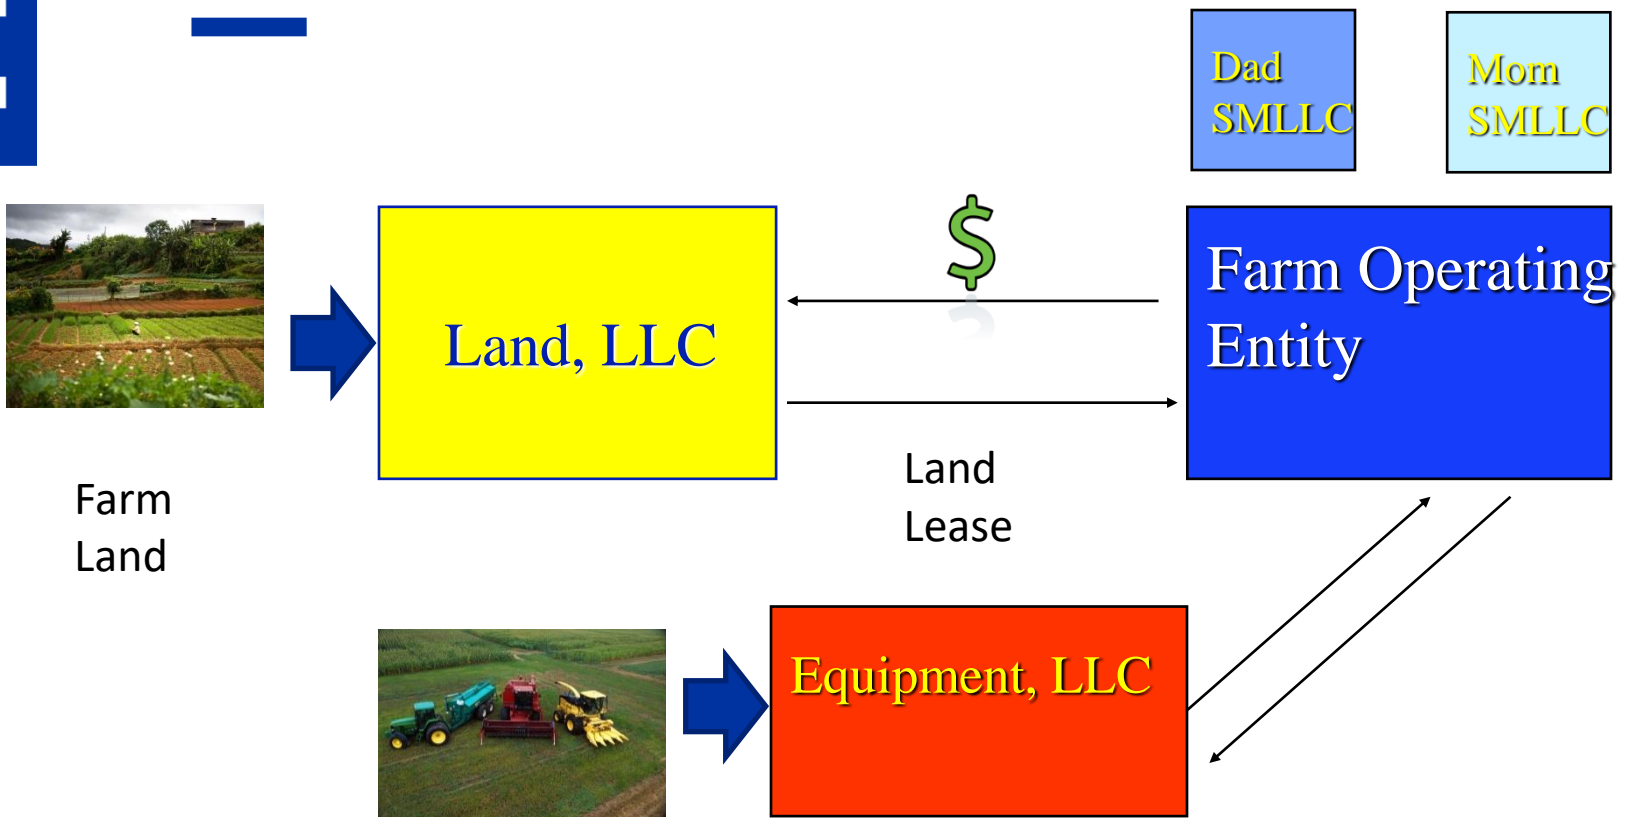 Dad
SMLLC
Mom
SMLLC
$
Land, LLC
Farm Operating
Entity
Land
Lease
Farm
Land
Equipment, LLC